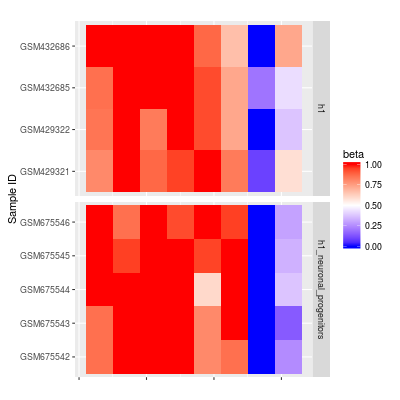 Sample ID
GSM432686
GSM432685
GSM429322
GSM429321
h1
GSM675546
GSM675545
GSM675544
GSM675543
GSM675542
h1_neuronal_progenitors
beta
1.00
0.75
0.50
0.25
0.00